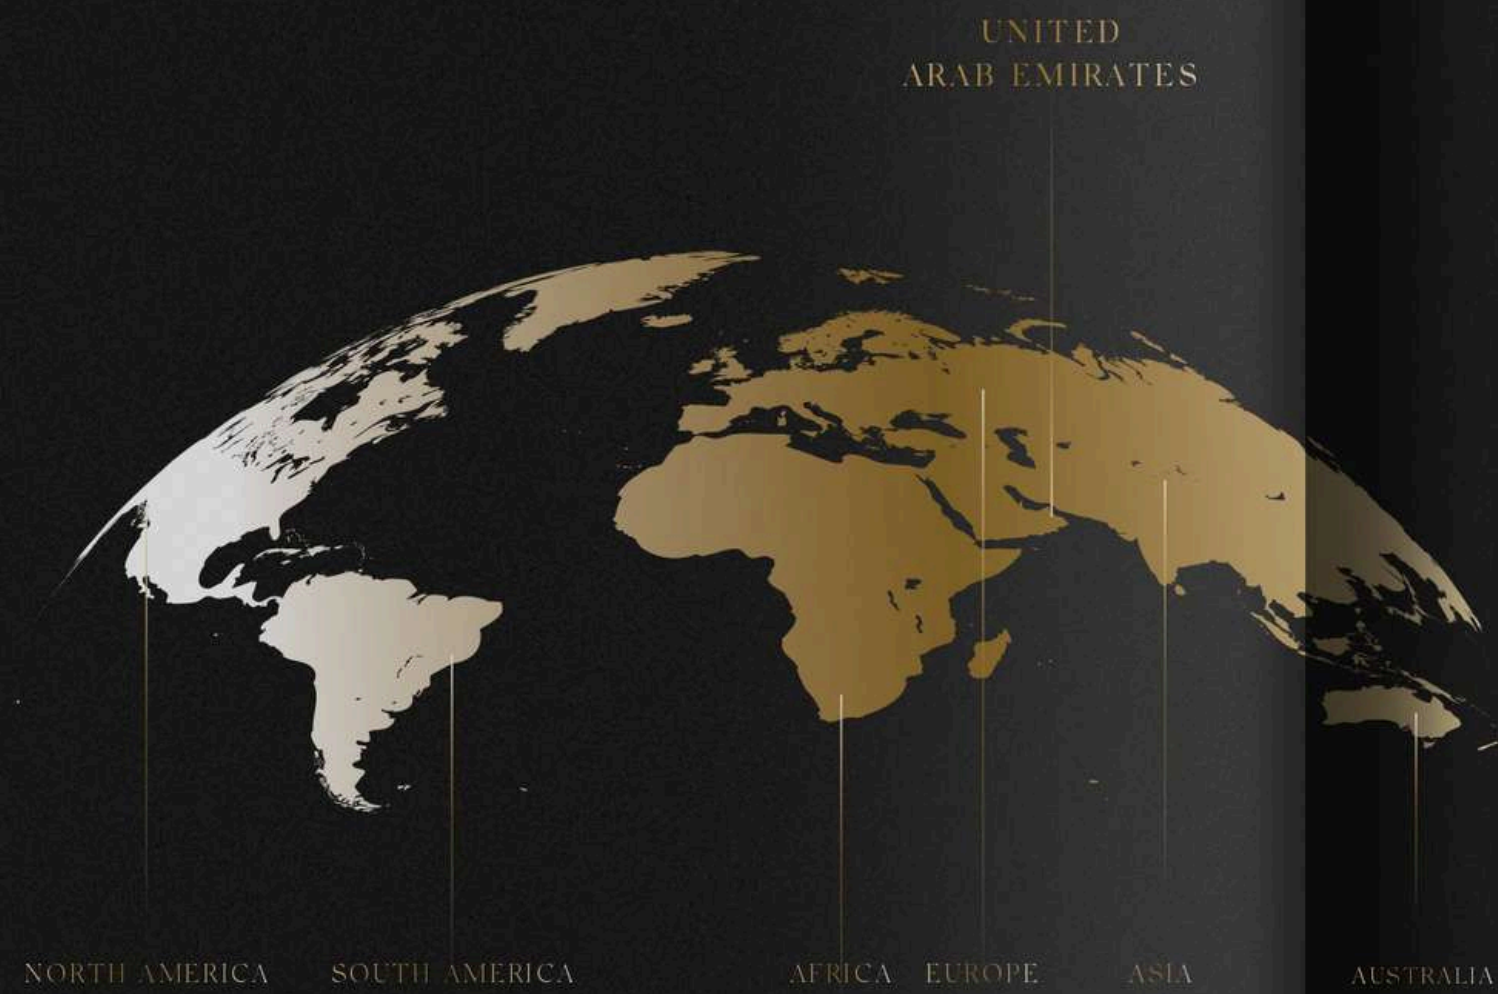 UNITED
ARAB EMIRATES
NORTH AMERICA
SOUTH AMERICA
AFRICA
EUROPE
ASIA
AUSTRALIA